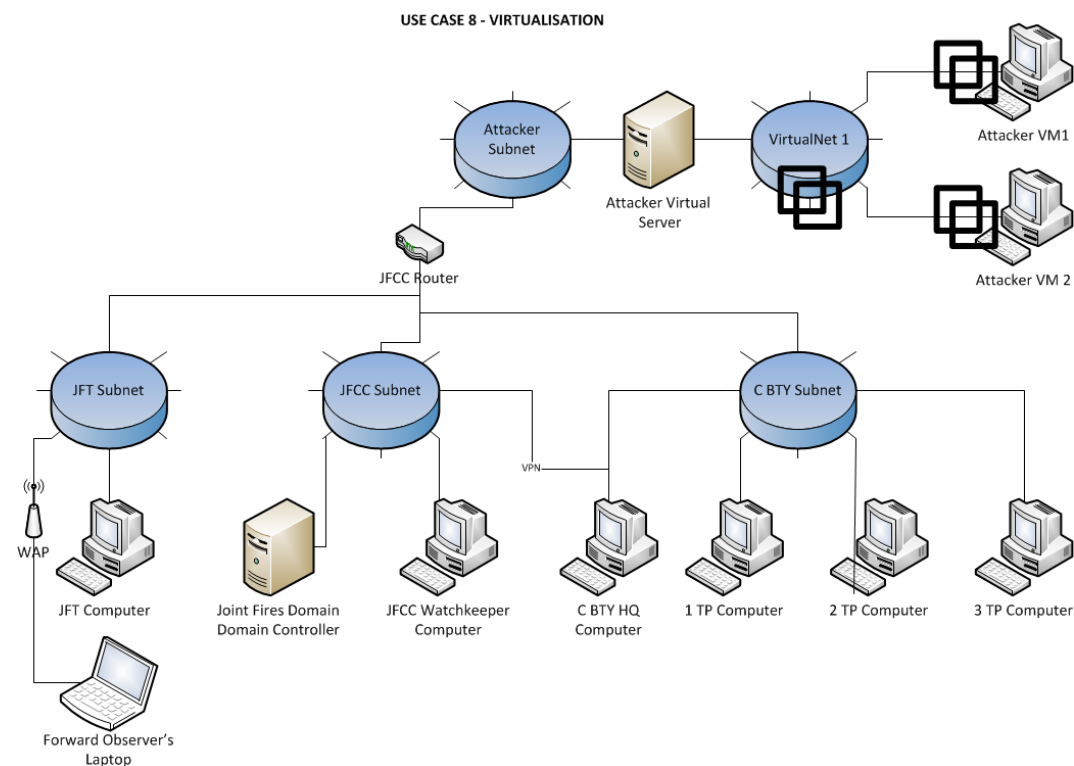 USE CASE 8 - VIRTUALISATION
Attacker
Subnet
VirtualNet 1
Attacker VM1
Attacker Virtual
Server
Attacker VM 2
JFCC Router
JFT Subnet
JFCC Subnet
C BTY Subnet
VPN
WAP
JFT Computer
Joint Fires Domain
Domain Controller
JFCC Watchkeeper
Computer
C BTY HQ
Computer
1 TP Computer
2 TP Computer
3 TP Computer
Forward Observer's
Laptop